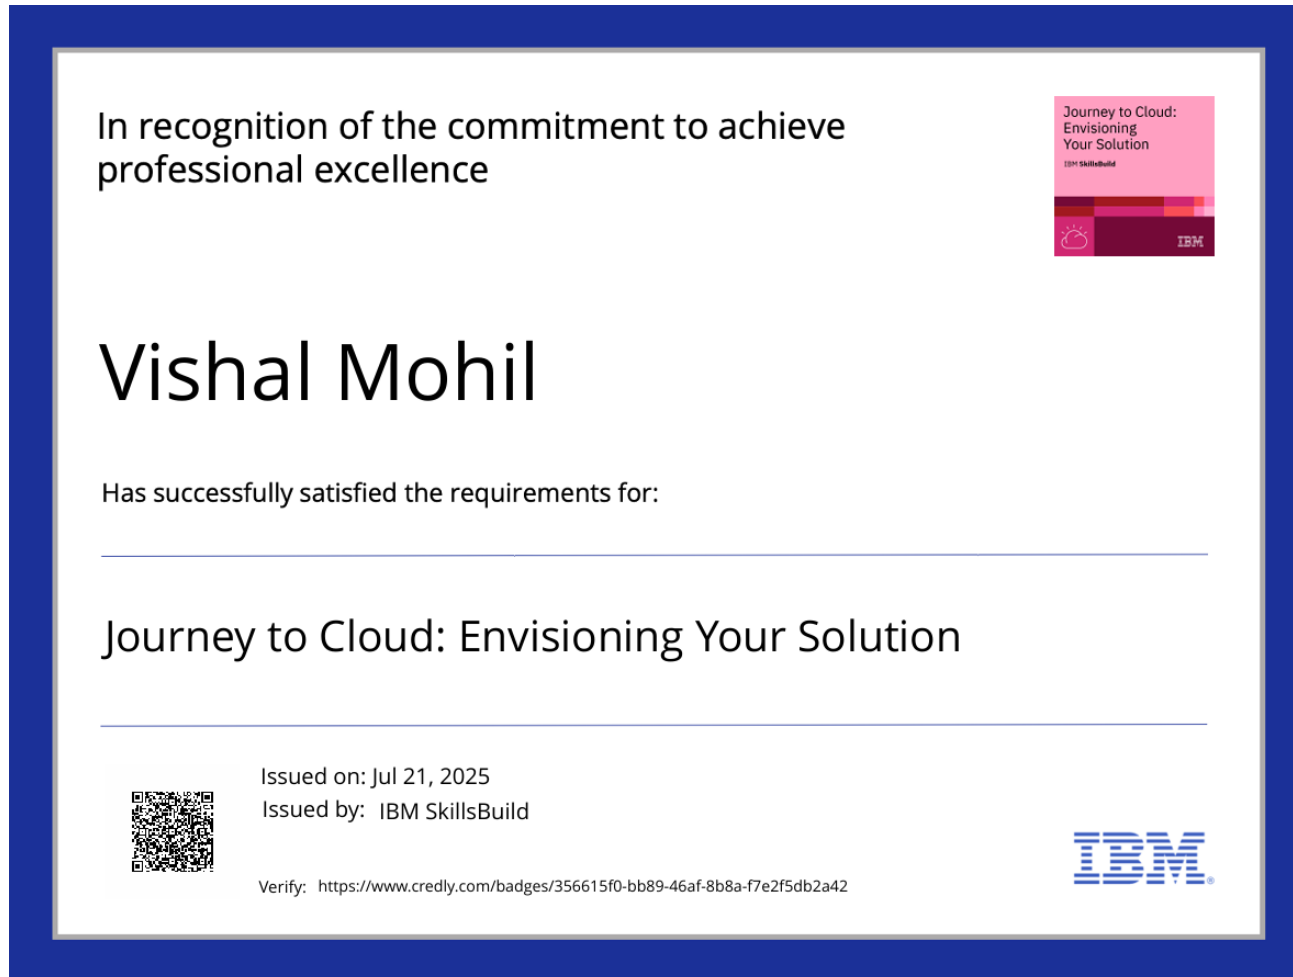 In recognition of the commitment to achieve
professional excellence
Journey to Cloud:
Envisioning
Your Solution
IBM SkillsBuild
IBM
Vishal Mohil
Has successfully satisfied the requirements for:
Journey to Cloud: Envisioning Your Solution
Issued on: Jul 21, 2025
Issued by: IBM SkillsBuild
Verify: https://www.credly.com/badges/356615f0-bb89-46af-8b8a-f7e2f5db2a42
IBM®